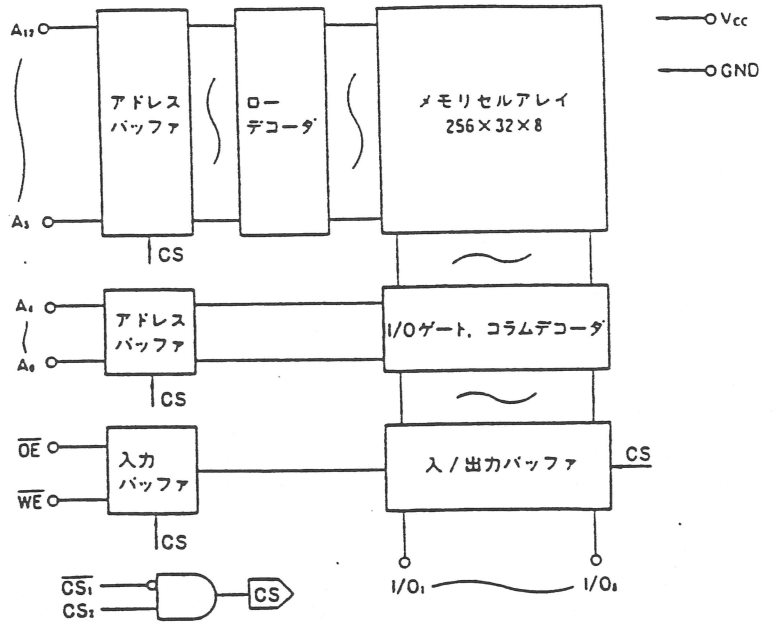 A₁₂
アドレス
バッファ
ロー
デコーダ
メモリセルアレイ
256×32×8
Vcc
GND
A₅
CS
A₄
アドレス
バッファ
I/Oゲート, コラムデコーダ
A₀
CS
O̅E̅
入力
バッファ
入/出力バッファ
CS
W̅E̅
CS
C̅S̅₁
CS₂
CS
I/O₁
I/O₈